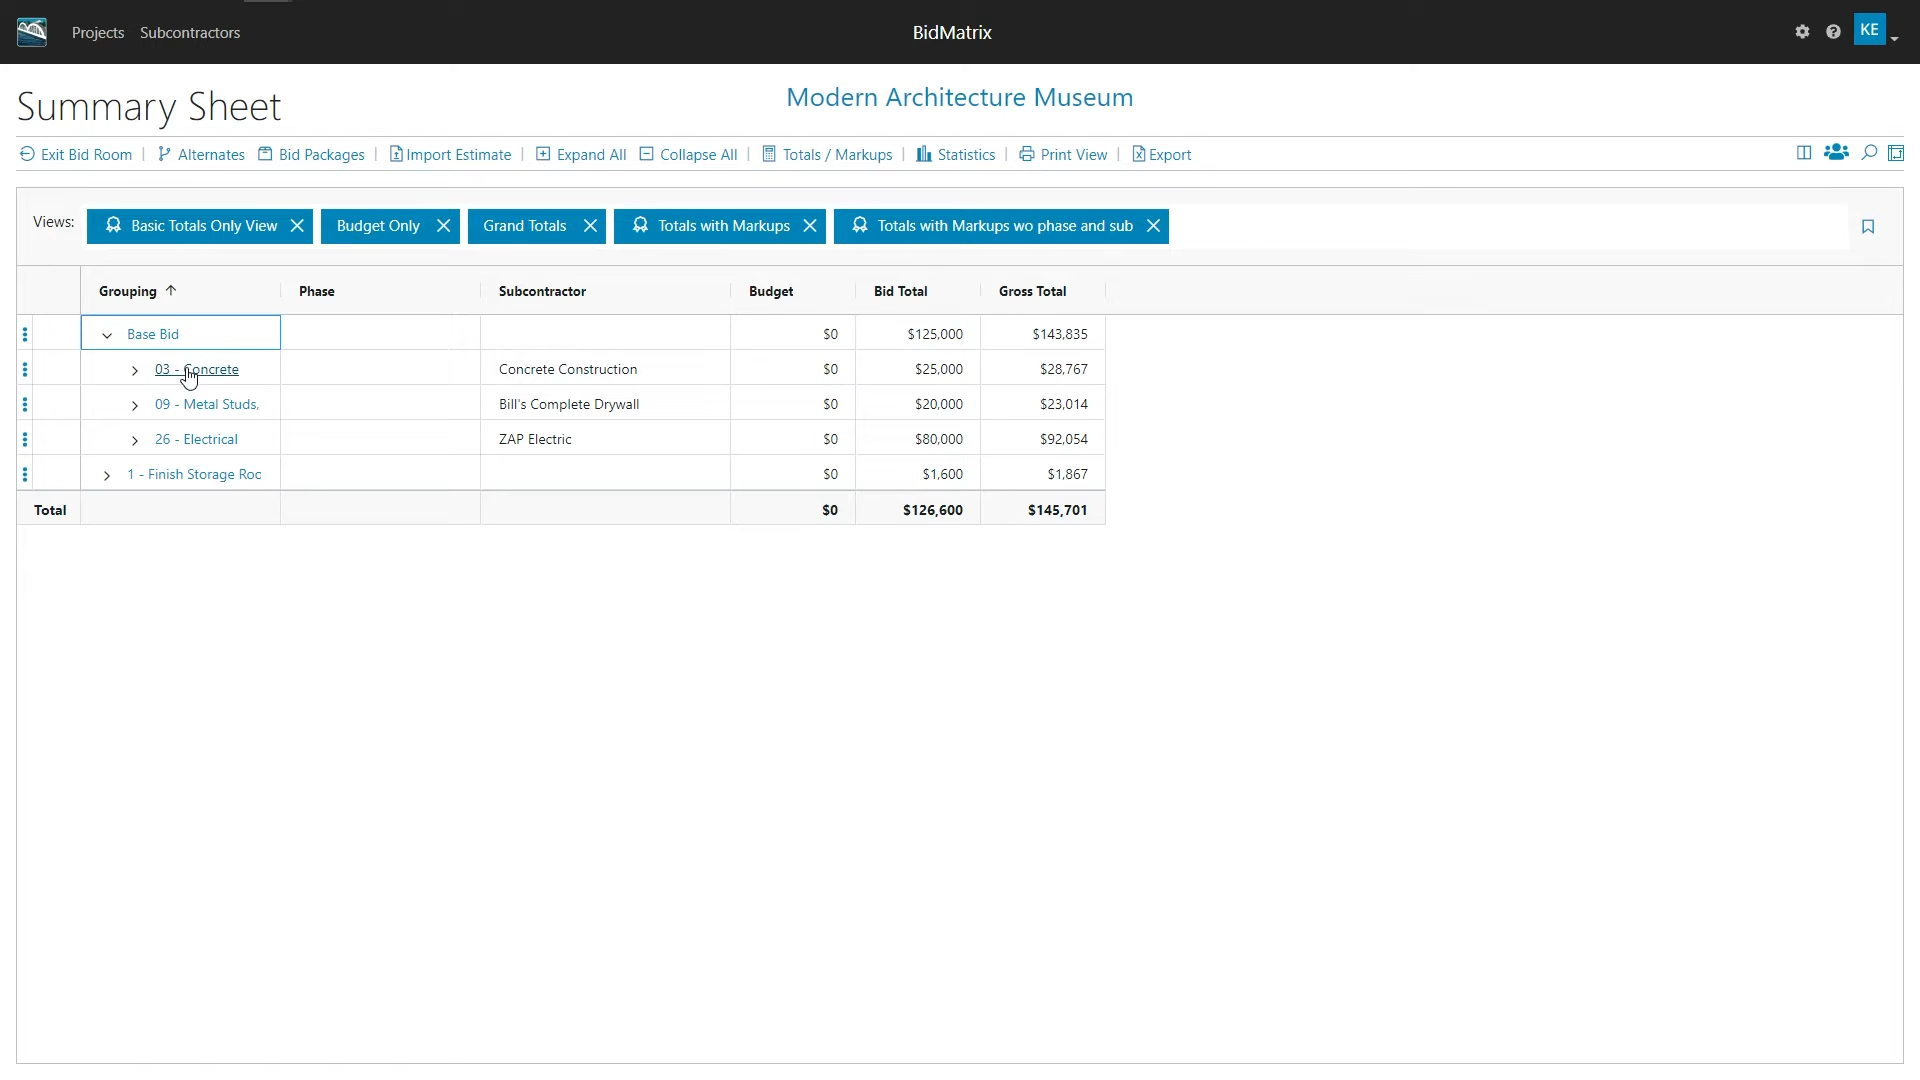 Projects Subcontractors BidMatrix KE
Summary Sheet
Modern Architecture Museum
Exit Bid Room | Alternates Bid Packages | Import Estimate | Expand All Collapse All | Totals / Markups | Statistics | Print View | Export
Views: Basic Totals Only View Budget Only Grand Totals Totals with Markups Totals with Markups wo phase and sub
Grouping Phase Subcontractor Budget Bid Total Gross Total
Base Bid $0 $125,000 $143,835
03 - Concrete Concrete Construction $0 $25,000 $28,767
09 - Metal Studs, Bill's Complete Drywall $0 $20,000 $23,014
26 - Electrical ZAP Electric $0 $80,000 $92,054
1 - Finish Storage Roo $0 $1,600 $1,867
Total $0 $126,600 $145,701